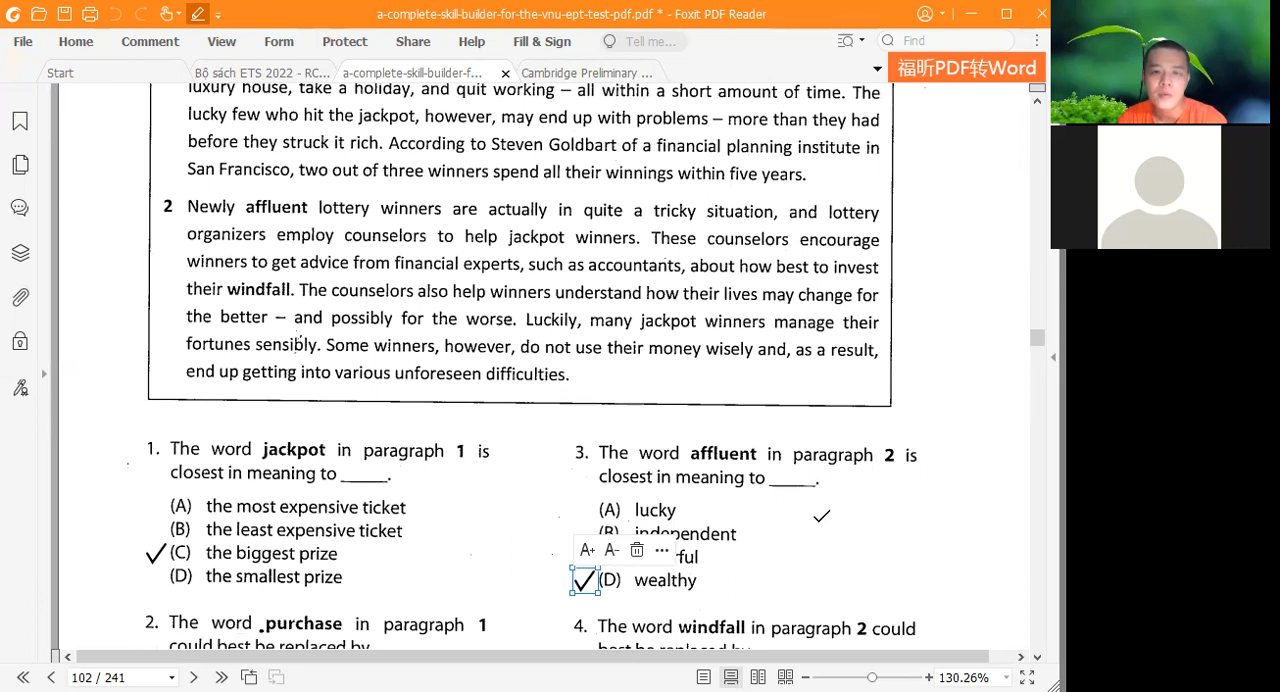 a-complete-skill-builder-for-the-vnu-ept-test-pdf.pdf * - Foxit PDF Reader
File Home Comment View Form Protect Share Help Fill & Sign Tell me... Find
Start Bộ sách ETS 2022 - RC... a-complete-skill-builder-f... Cambridge Preliminary ...
福昕PDF转Word
luxury house, take a holiday, and quit working – all within a short amount of time. The
lucky few who hit the jackpot, however, may end up with problems – more than they had
before they struck it rich. According to Steven Goldbart of a financial planning institute in
San Francisco, two out of three winners spend all their winnings within five years.
2 Newly affluent lottery winners are actually in quite a tricky situation, and lottery
organizers employ counselors to help jackpot winners. These counselors encourage
winners to get advice from financial experts, such as accountants, about how best to invest
their windfall. The counselors also help winners understand how their lives may change for
the better – and possibly for the worse. Luckily, many jackpot winners manage their
fortunes sensibly. Some winners, however, do not use their money wisely and, as a result,
end up getting into various unforeseen difficulties.
1. The word jackpot in paragraph 1 is
closest in meaning to _____.
(A) the most expensive ticket
(B) the least expensive ticket
(C) the biggest prize
(D) the smallest prize
2. The word purchase in paragraph 1
could best be replaced by
3. The word affluent in paragraph 2 is
closest in meaning to _____.
(A) lucky
(B) independent
A+ A- ...
ful
(D) wealthy
4. The word windfall in paragraph 2 could
best be replaced by
102 / 241
130.26%